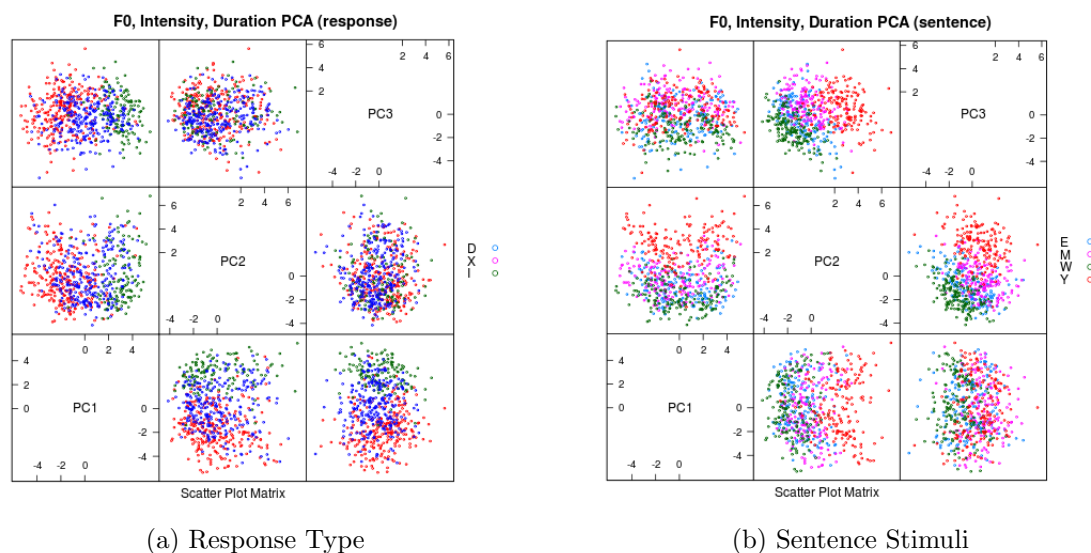 F0, Intensity, Duration PCA (response)
2 4 6
6
4
2
PC3
0
-2
-4
-4 -2 0
2 4 6
6
4
2
PC2
0
-2
-4
-4 -2 0
0 2 4
4
2
0
PC1
0
-2
-4
-4 -2 0
D
X
I
Scatter Plot Matrix
(a) Response Type
F0, Intensity, Duration PCA (sentence)
2 4 6
6
4
2
PC3
0
-2
-4
-4 -2 0
2 4 6
6
4
2
PC2
0
-2
-4
-4 -2 0
0 2 4
4
2
0
PC1
0
-2
-4
-4 -2 0
E
M
W
Y
Scatter Plot Matrix
(b) Sentence Stimuli